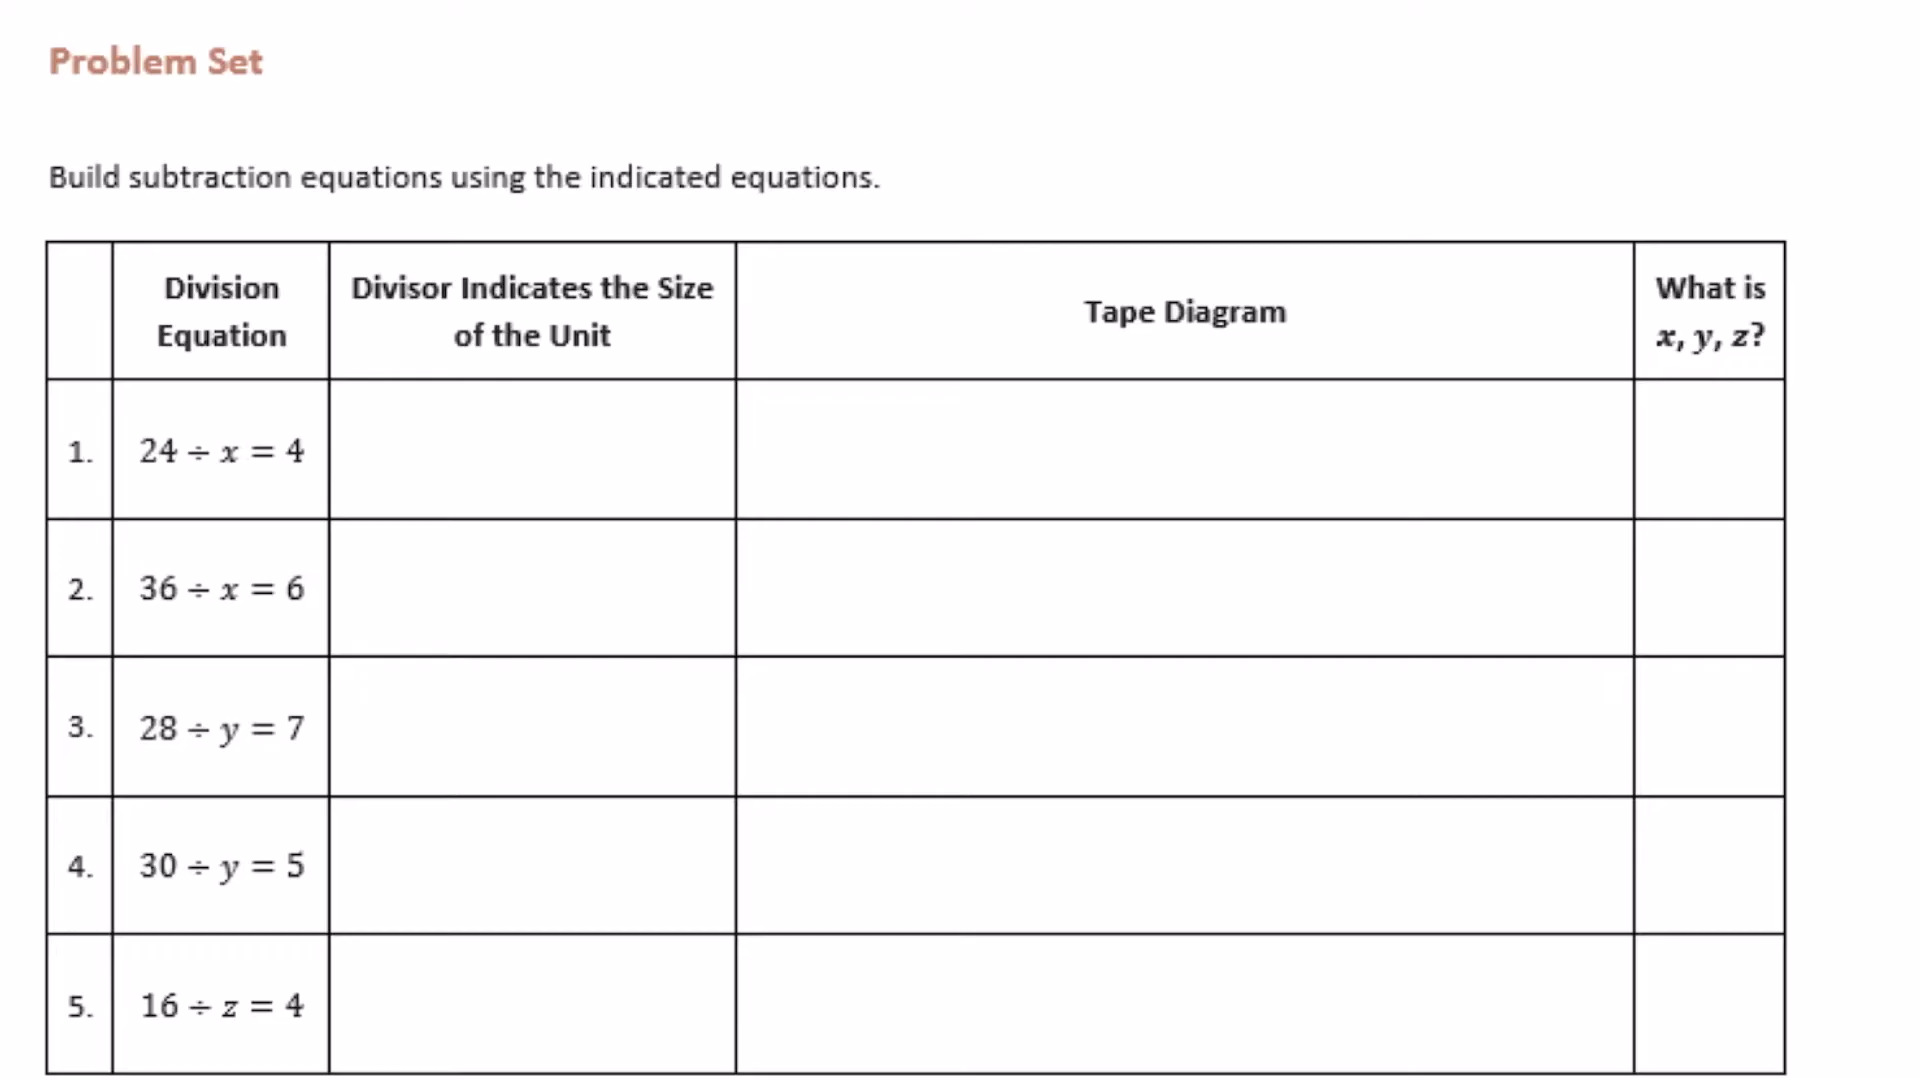 Problem Set
Build subtraction equations using the indicated equations.
Division
Equation
Divisor Indicates the Size
of the Unit
Tape Diagram
What is
x, y, z?
1. 24 ÷ x = 4
2. 36 ÷ x = 6
3. 28 ÷ y = 7
4. 30 ÷ y = 5
5. 16 ÷ z = 4